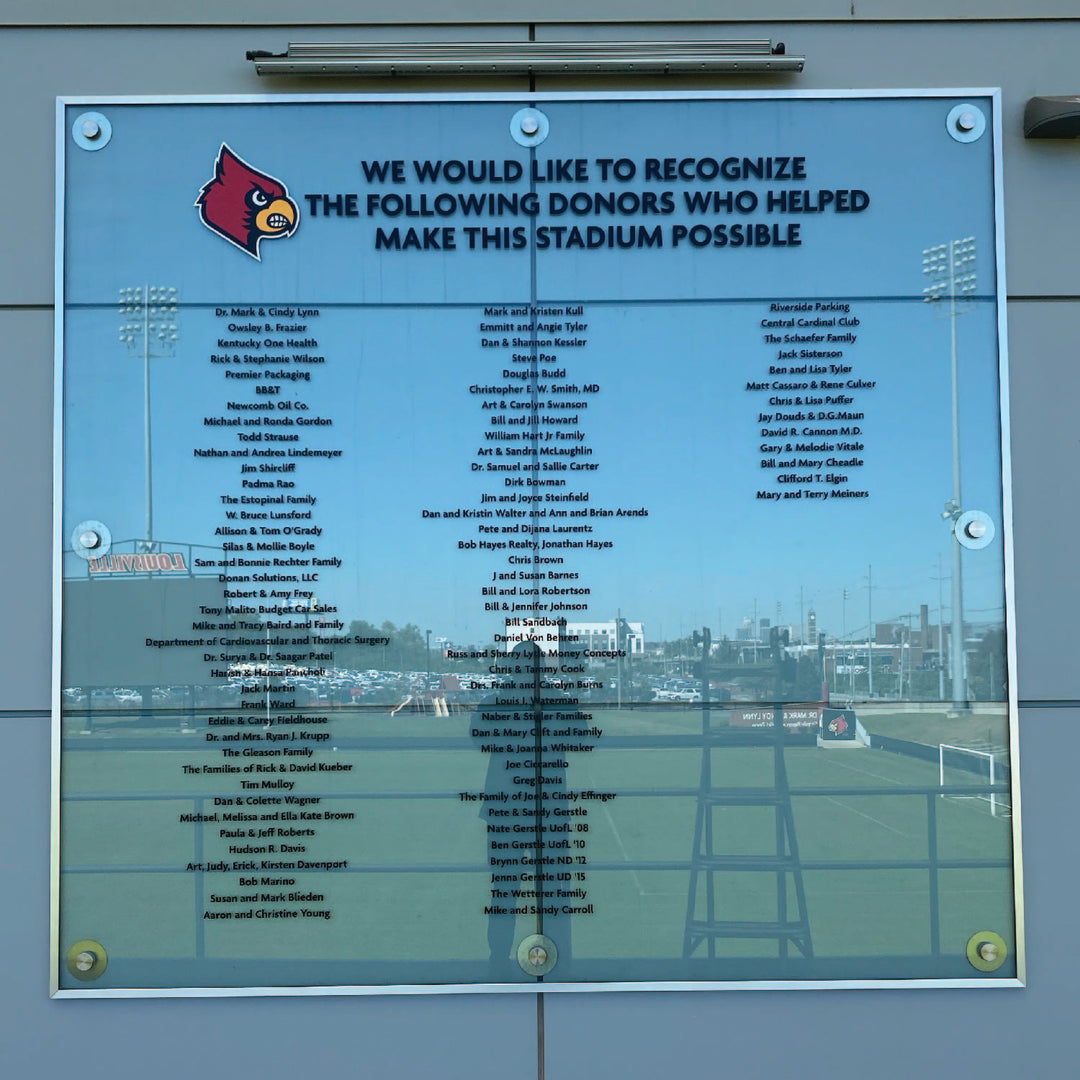 WE WOULD LIKE TO RECOGNIZE
THE FOLLOWING DONORS WHO HELPED
MAKE THIS STADIUM POSSIBLE
Dr. Mark & Cindy Lynn
Owsley B. Frazier
Kentucky One Health
Rick & Stephanie Wilson
Premier Packaging
BB&T
Newcomb Oil Co.
Michael and Ronda Gordon
Todd Strause
Nathan and Andrea Lindemeyer
Jim Shircliff
Padma Rao
The Estopinal Family
W. Bruce Lunsford
Allison & Tom O'Grady
Silas & Mollie Boyle
Sam and Bonnie Rechter Family
Donan Solutions, LLC
Robert & Amy Frey
Tony Malito Budget Car Sales
Mike and Tracy Baird and Family
Department of Cardiovascular and Thoracic Surgery
Dr. Surya & Dr. Saagar Patel
Harish & Hansa Pancholi
Jack Martin
Frank Ward
Eddie & Carey Fieldhouse
Dr. and Mrs. Ryan J. Krupp
The Gleason Family
The Families of Rick & David Kueber
Tim Mulloy
Dan & Colette Wagner
Michael, Melissa and Ella Kate Brown
Paula & Jeff Roberts
Hudson R. Davis
Art, Judy, Erick, Kirsten Davenport
Bob Marino
Susan and Mark Blieden
Aaron and Christine Young
Mark and Kristen Kull
Emmitt and Angie Tyler
Dan & Shannon Kessler
Steve Poe
Douglas Budd
Christopher E. W. Smith, MD
Art & Carolyn Swanson
Bill and Jill Howard
William Hart Jr Family
Art & Sandra McLaughlin
Dr. Samuel and Sallie Carter
Dirk Bowman
Jim and Joyce Steinfield
Dan and Kristin Walter and Ann and Brian Arends
Pete and Dijana Laurentz
Bob Hayes Realty, Jonathan Hayes
Chris Brown
J and Susan Barnes
Bill and Lora Robertson
Bill & Jennifer Johnson
Bill Sandbach
Daniel Von Behren
Russ and Sherry Lytle Money Concepts
Chris & Tammy Cook
Drs. Frank and Carolyn Burns
Louis I. Waterman
Naber & Stigler Families
Dan & Mary Clift and Family
Mike & Joanna Whitaker
Joe Ciccarello
Greg Davis
The Family of Joe & Cindy Effinger
Pete & Sandy Gerstle
Nate Gerstle UofL '08
Ben Gerstle UofL '10
Brynn Gerstle ND '12
Jenna Gerstle UD '15
The Wetterer Family
Mike and Sandy Carroll
Riverside Parking
Central Cardinal Club
The Schaefer Family
Jack Sisterson
Ben and Lisa Tyler
Matt Cassaro & Rene Culver
Chris & Lisa Puffer
Jay Douds & D.G.Maun
David R. Cannon M.D.
Gary & Melodie Vitale
Bill and Mary Cheadle
Clifford T. Elgin
Mary and Terry Meiners
LOUISVILLE